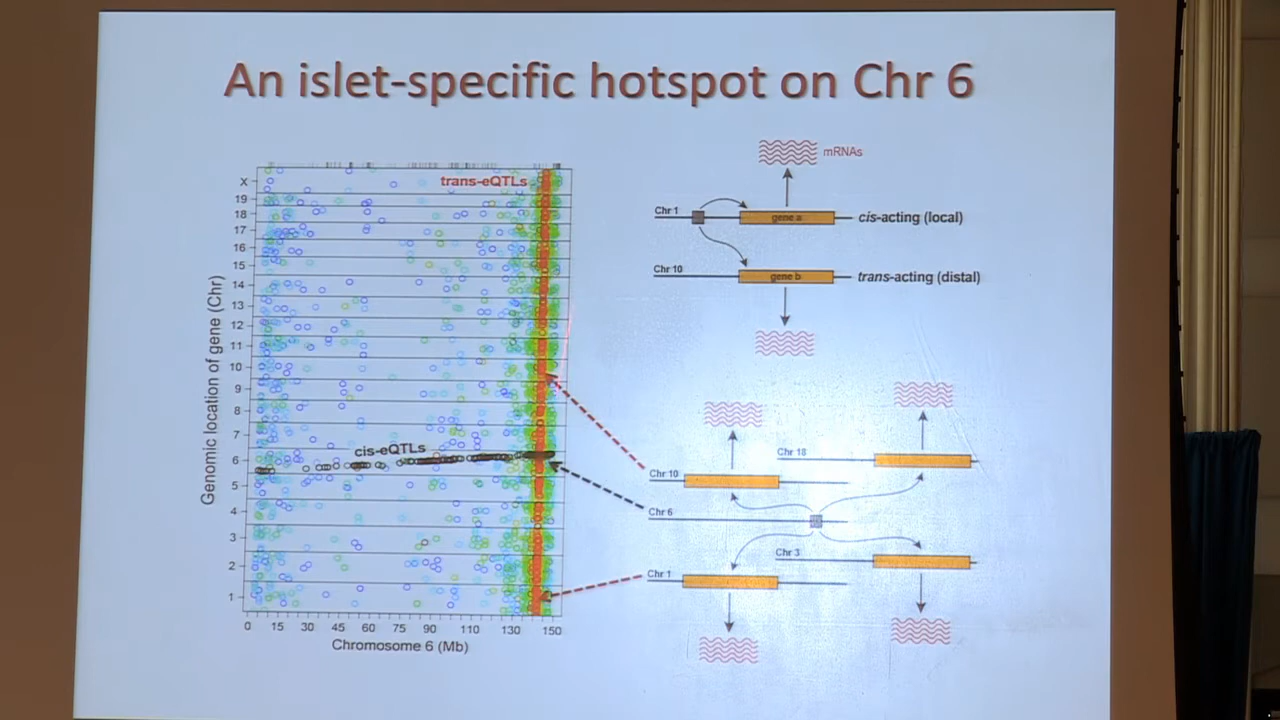 An islet-specific hotspot on Chr 6
trans-eQTLs
cis-eQTLs
Genomic location of gene (Chr)
X
19
18
17
16
15
14
13
12
11
10
9
8
7
6
5
4
3
2
1
0 15 30 45 60 75 90 110 130 150
Chromosome 6 (Mb)
mRNAs
Chr 1
gene a
cis-acting (local)
Chr 10
gene b
trans-acting (distal)
Chr 18
Chr 10
Chr 6
Chr 3
Chr 1